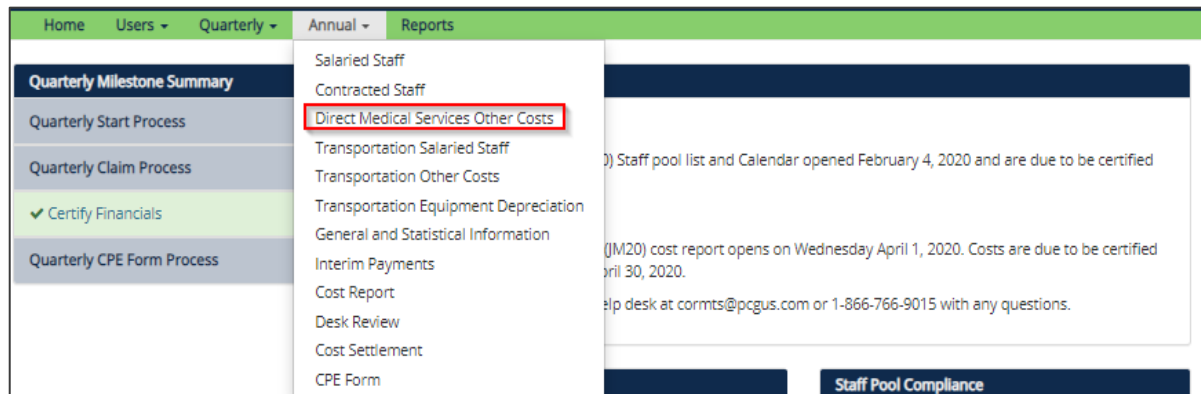 Home Users Quarterly Annual Reports
Quarterly Milestone Summary
Quarterly Start Process
Quarterly Claim Process
Certify Financials
Quarterly CPE Form Process
Salaried Staff
Contracted Staff
Direct Medical Services Other Costs
Transportation Salaried Staff
Transportation Other Costs
Transportation Equipment Depreciation
General and Statistical Information
Interim Payments
Cost Report
Desk Review
Cost Settlement
CPE Form
0) Staff pool list and Calendar opened February 4, 2020 and are due to be certified
(JM20) cost report opens on Wednesday April 1, 2020. Costs are due to be certified
pril 30, 2020.
elp desk at cormts@pcgus.com or 1-866-766-9015 with any questions.
Staff Pool Compliance